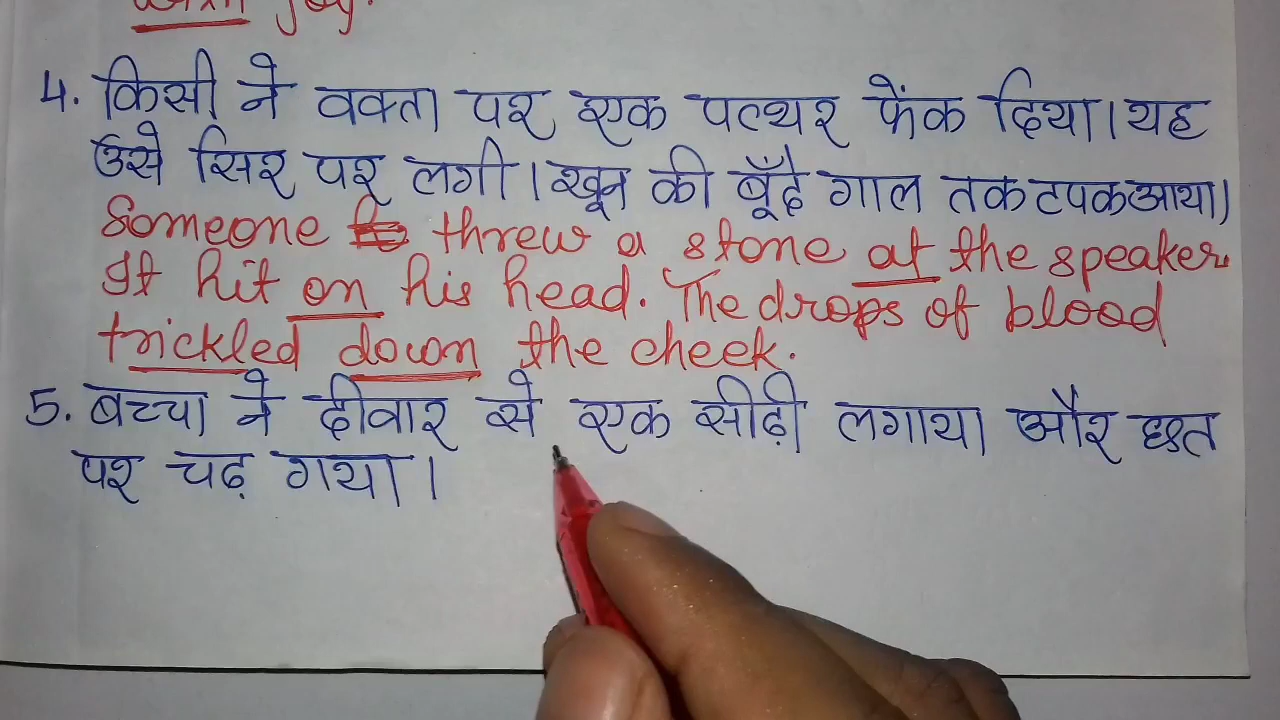 with joy.
4. किसी ने वक्ता पर एक पत्थर फेंक दिया। यह
उसे सिर पर लगी। खून की बूँदे गाल तक टपक आया।
Someone threw a stone at the speaker.
It hit on his head. The drops of blood
trickled down the cheek.
5. बच्चा ने दीवार से एक सीढ़ी लगाया और छत
पर चढ़ गया।